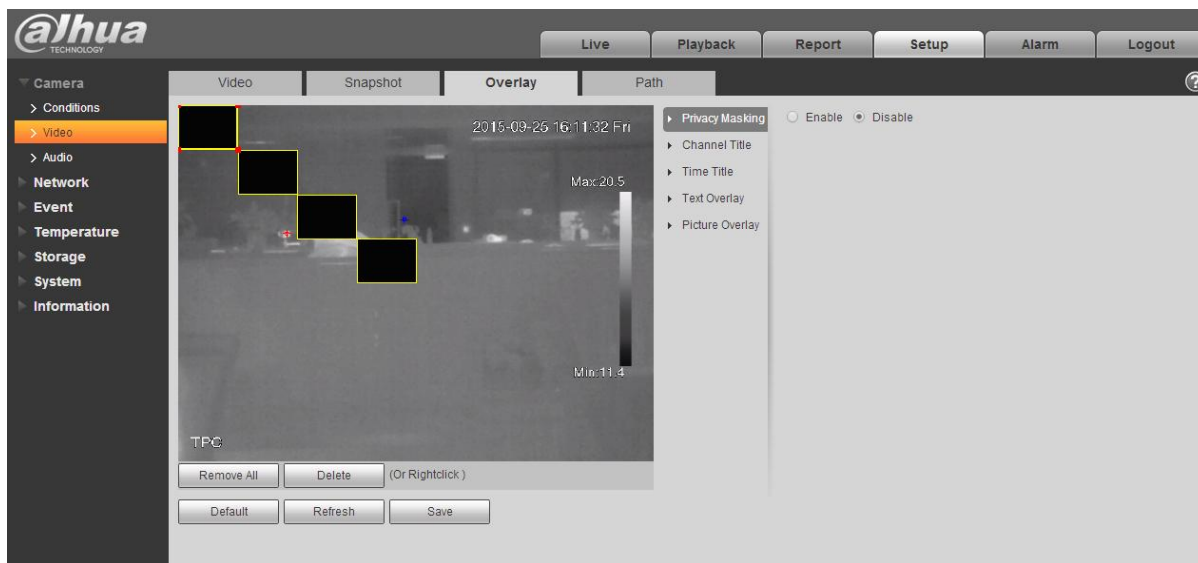 alhua
TECHNOLOGY
Live Playback Report Setup Alarm Logout
Camera
Conditions
Video
Audio
Network
Event
Temperature
Storage
System
Information
Video Snapshot Overlay Path
?
2015-09-25 16:11:32 Fri
Max:20.5
Min:11.4
TPC
Remove All Delete (Or Rightclick )
Default Refresh Save
Privacy Masking
Channel Title
Time Title
Text Overlay
Picture Overlay
Enable Disable